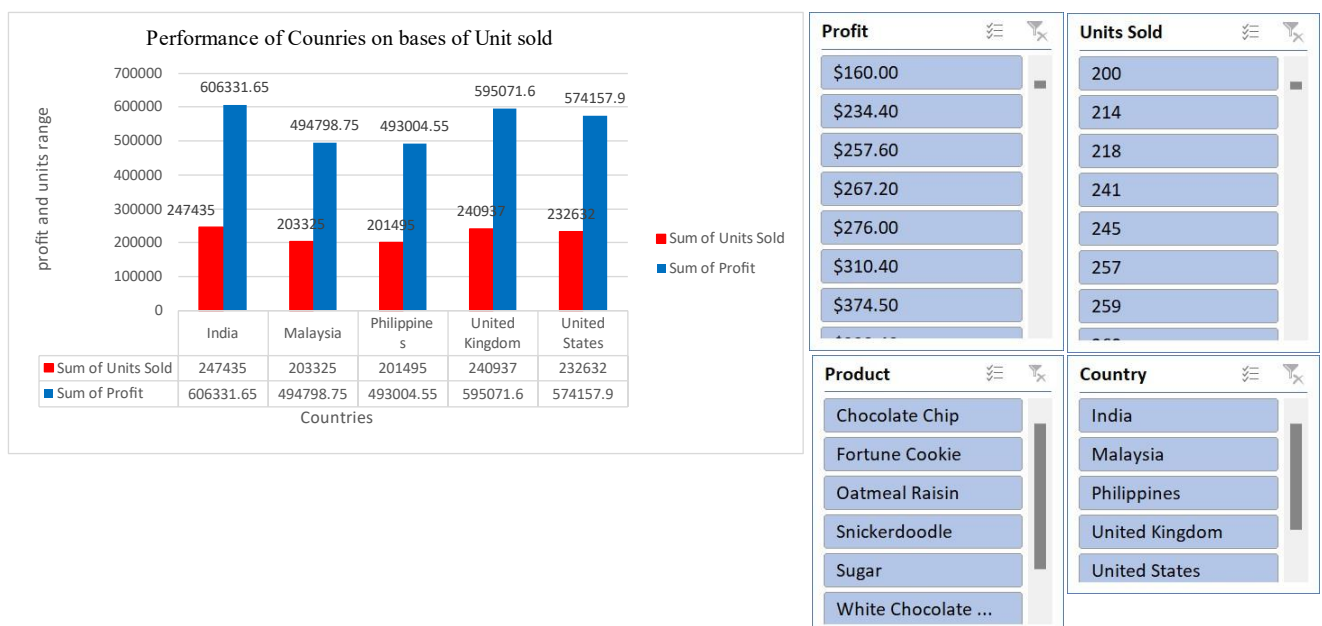 Performance of Counries on bases of Unit sold
profit and units range
700000
600000
500000
400000
300000
200000
100000
0
606331.65
494798.75
493004.55
595071.6
574157.9
247435
203325
201495
240937
232632
Sum of Units Sold
Sum of Profit
India
Malaysia
Philippine
s
United
Kingdom
United
States
Sum of Units Sold 247435 203325 201495 240937 232632
Sum of Profit 606331.65 494798.75 493004.55 595071.6 574157.9
Countries
Profit
$160.00
$234.40
$257.60
$267.20
$276.00
$310.40
$374.50
Units Sold
200
214
218
241
245
257
259
Product
Chocolate Chip
Fortune Cookie
Oatmeal Raisin
Snickerdoodle
Sugar
White Chocolate ...
Country
India
Malaysia
Philippines
United Kingdom
United States